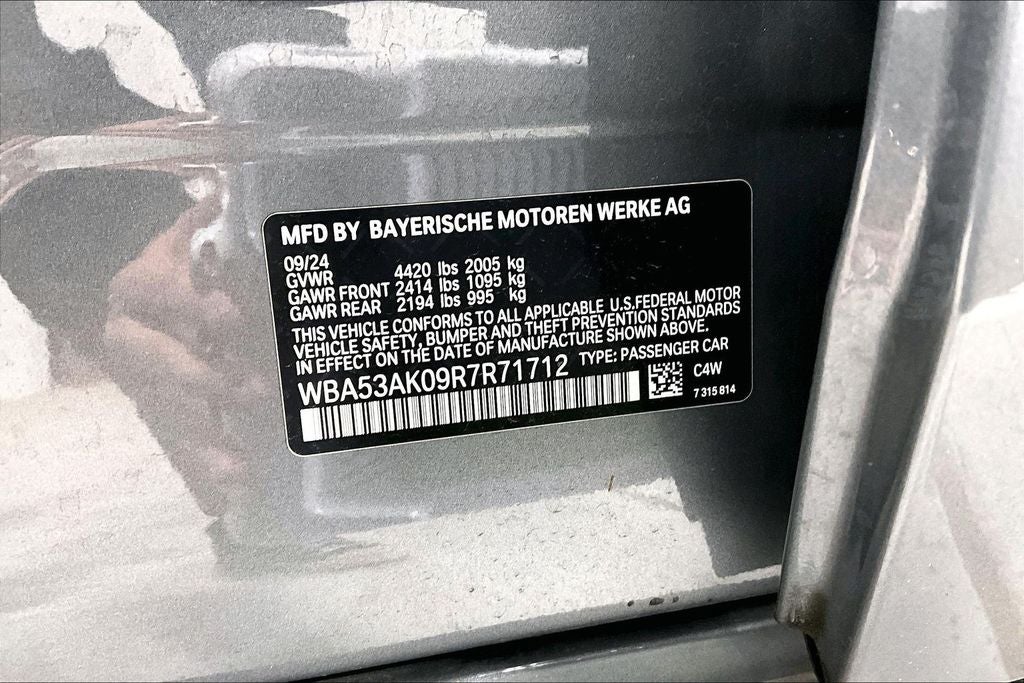 MFD BY BAYERISCHE MOTOREN WERKE AG
09/24
GVWR 4420 lbs 2005 kg
GAWR FRONT 2414 lbs 1095 kg
GAWR REAR 2194 lbs 995 kg
THIS VEHICLE CONFORMS TO ALL APPLICABLE U.S.FEDERAL MOTOR
VEHICLE SAFETY, BUMPER AND THEFT PREVENTION STANDARDS
IN EFFECT ON THE DATE OF MANUFACTURE SHOWN ABOVE.
WBA53AK09R7R71712 TYPE: PASSENGER CAR
C4W
7 315 814